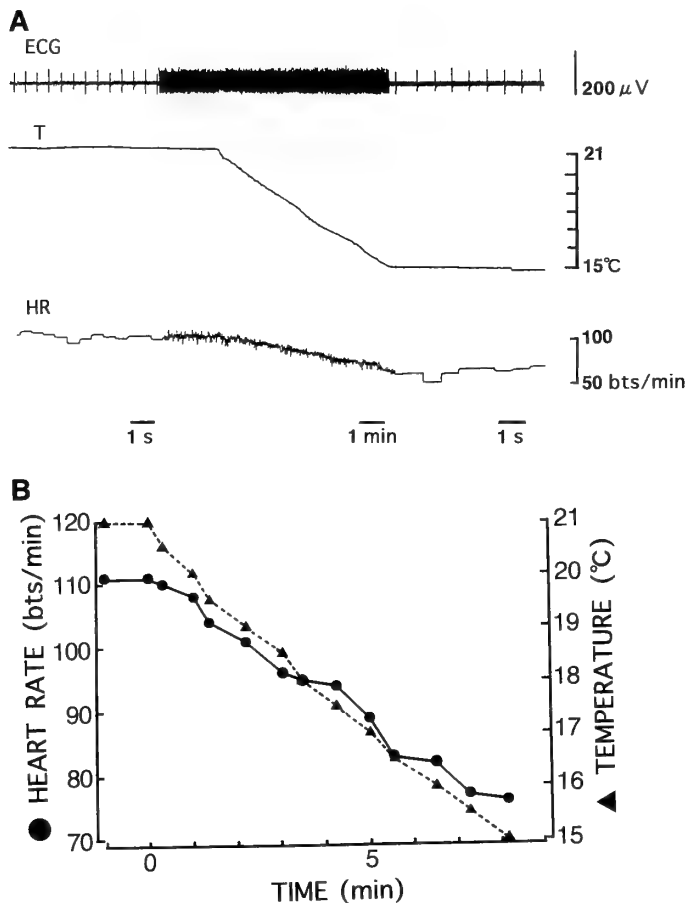 A
ECG
200 μV
T
21
15℃
HR
100
50 bts/min
1 s
1 min
1 s
B
120
110
100
90
80
70
HEART RATE (bts/min)
21
20
19
18
17
16
15
TEMPERATURE (℃)
0
5
TIME (min)